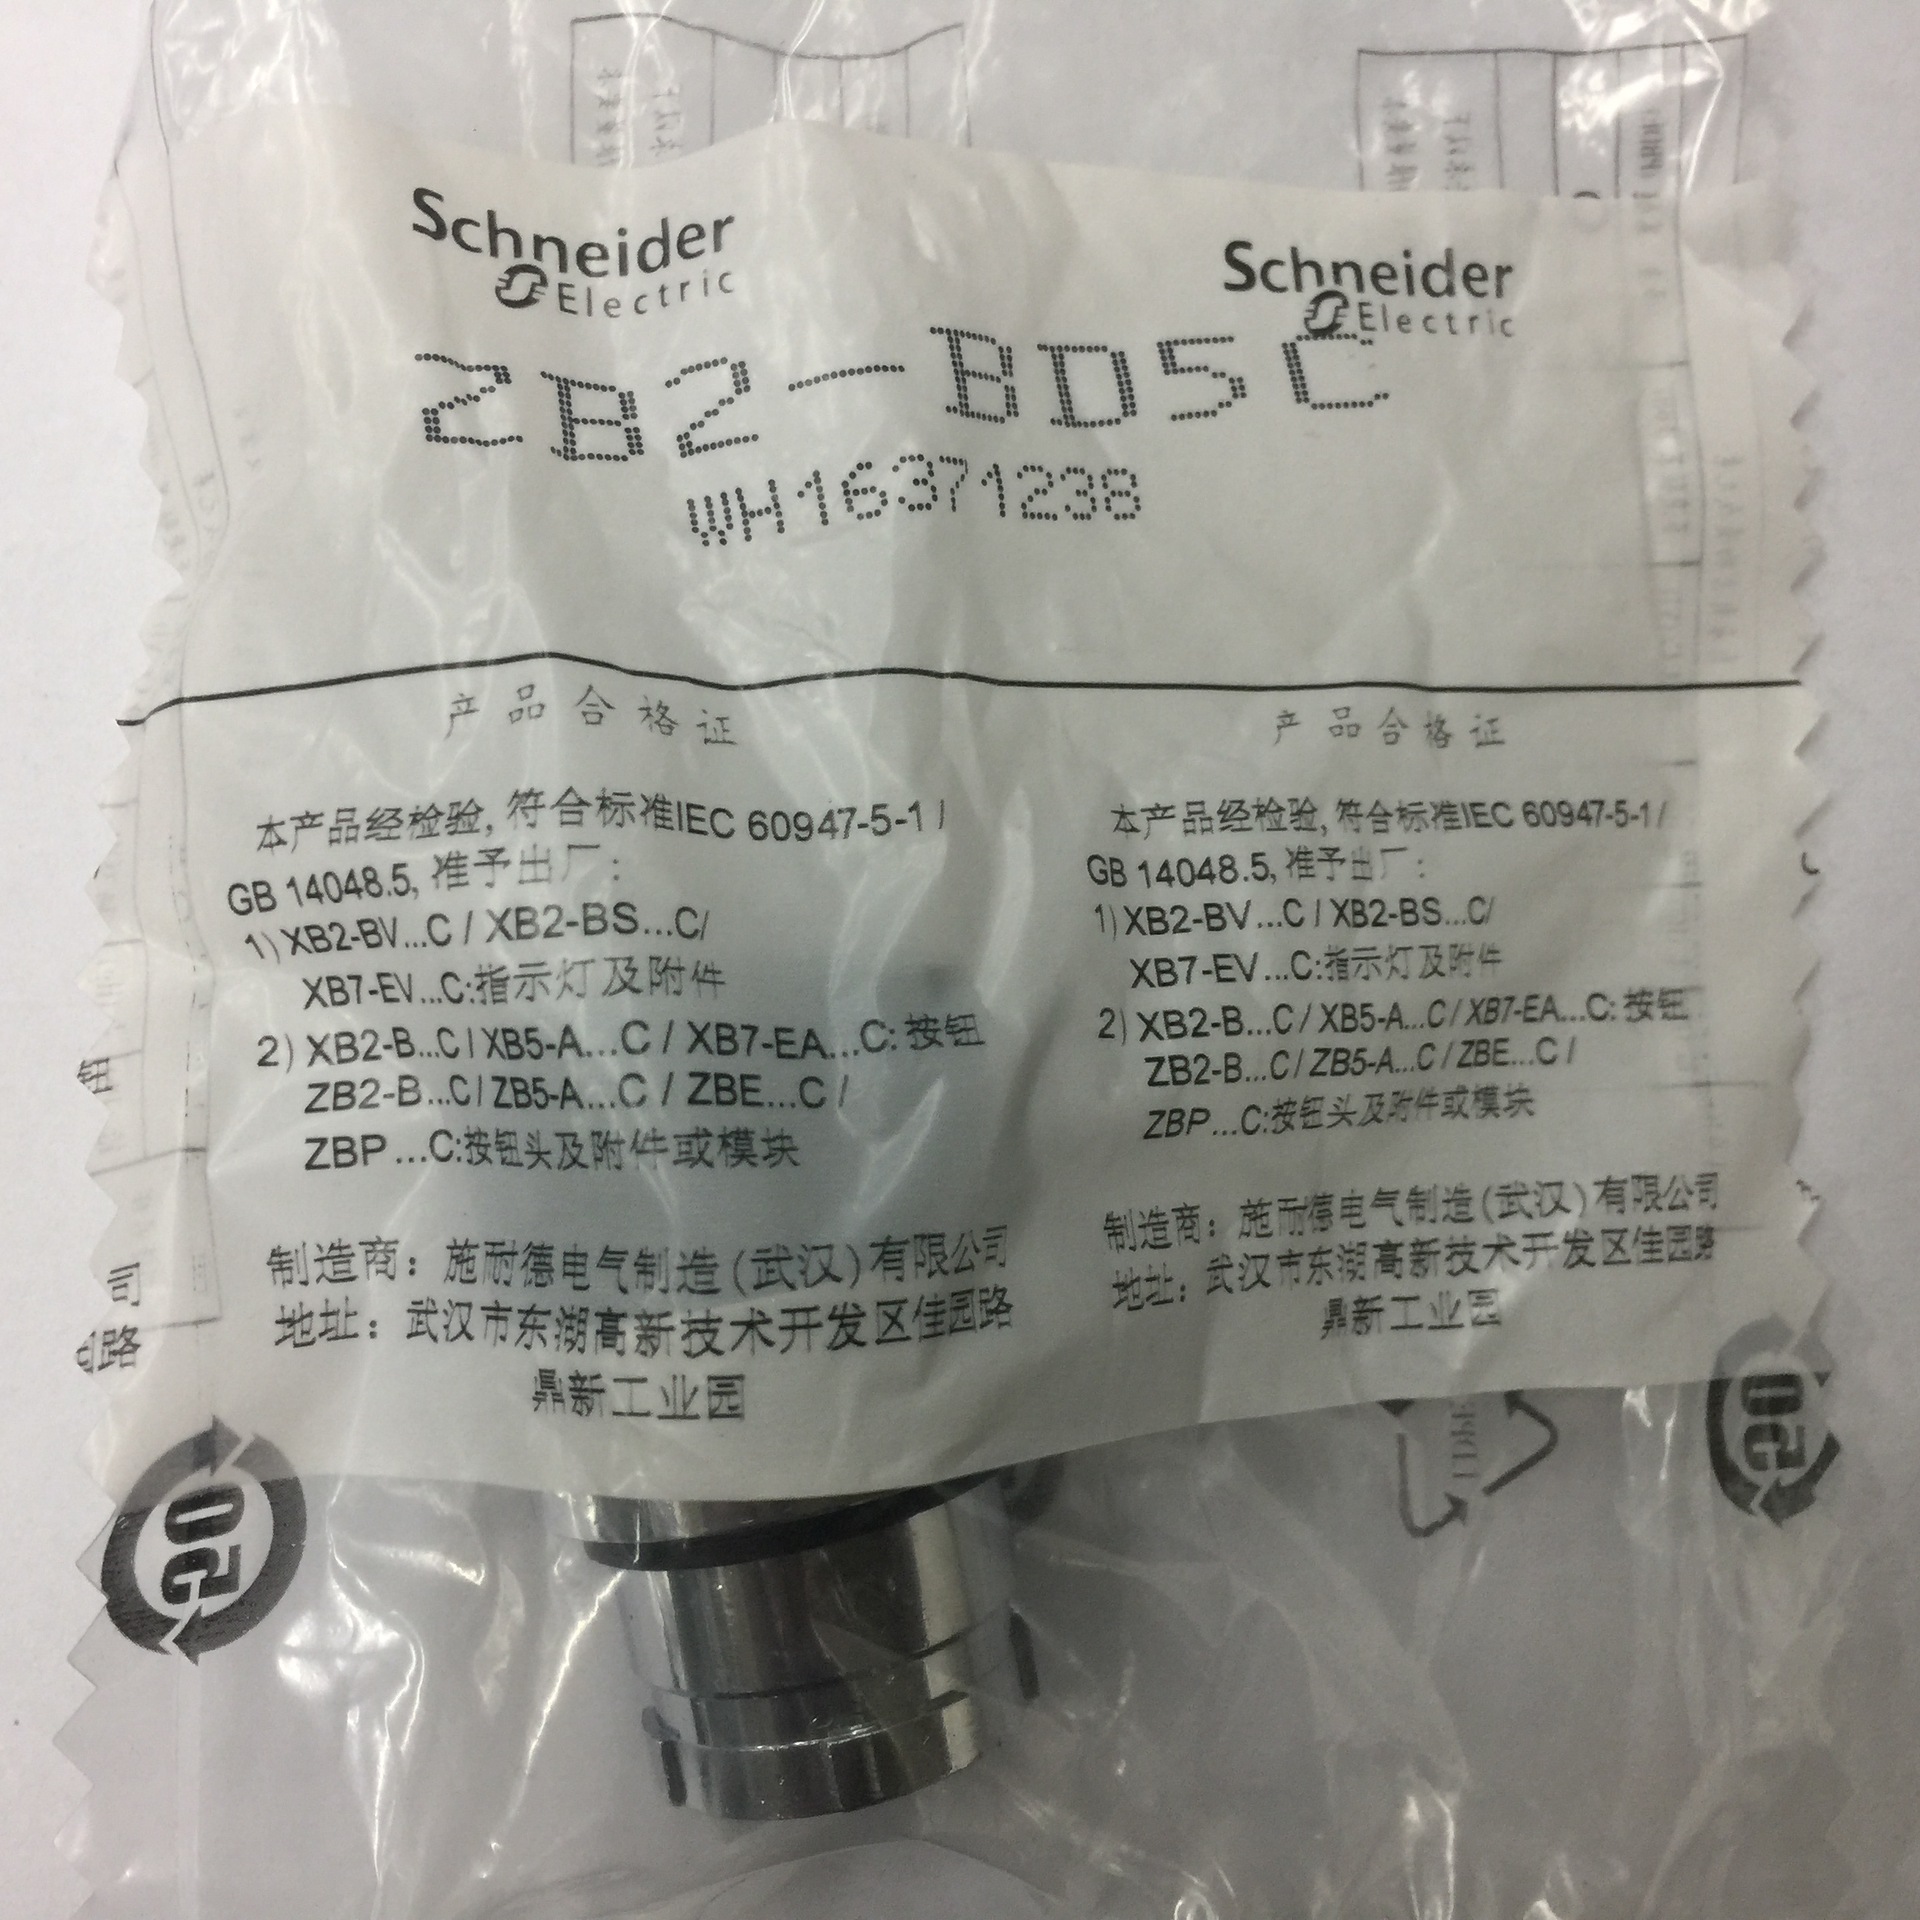 Schneider
Electric
Schneider
Electric
ZB2-BD5C
WH16371238
产品合格证
本产品经检验, 符合标准IEC 60947-5-1 /
GB 14048.5, 准予出厂:
1) XB2-BV...C / XB2-BS...C/
XB7-EV...C:指示灯及附件
2) XB2-B...C / XB5-A...C / XB7-EA...C: 按钮
ZB2-B...C / ZB5-A...C / ZBE...C /
ZBP...C:按钮头及附件或模块
制造商: 施耐德电气制造(武汉)有限公司
地址: 武汉市东湖高新技术开发区佳园路
鼎新工业园
产品合格证
本产品经检验, 符合标准IEC 60947-5-1 /
GB 14048.5, 准予出厂:
1) XB2-BV...C / XB2-BS...C/
XB7-EV...C:指示灯及附件
2) XB2-B...C / XB5-A...C / XB7-EA...C: 按钮
ZB2-B...C / ZB5-A...C / ZBE...C /
ZBP...C:按钮头及附件或模块
制造商: 施耐德电气制造(武汉)有限公司
地址: 武汉市东湖高新技术开发区佳园路
鼎新工业园
钮
司
路
50
50